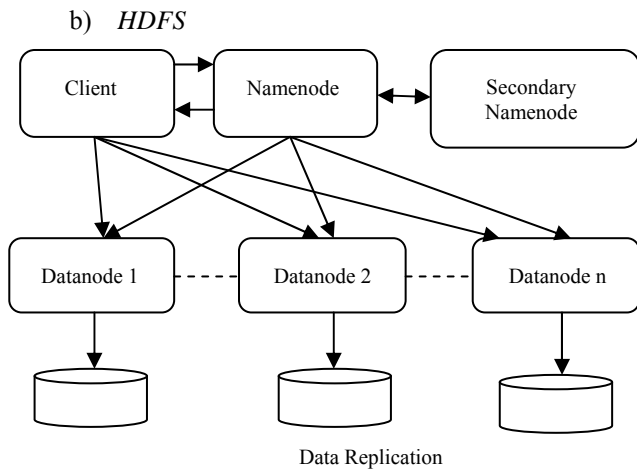 b) HDFS
Client
Namenode
Secondary
Namenode
Datanode 1
Datanode 2
Datanode n
Data Replication